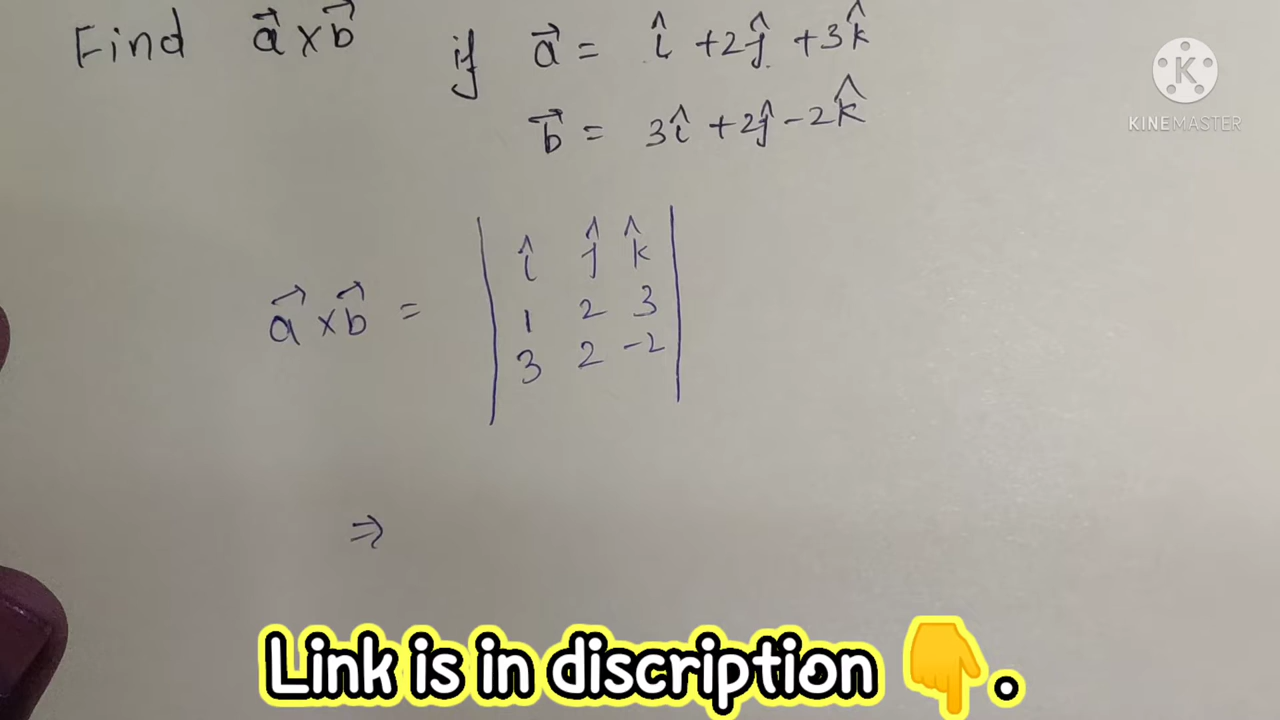 Find a⃗ × b⃗ if a⃗ = î + 2ĵ + 3k̂
b⃗ = 3î + 2ĵ - 2k̂
KINEMASTER
a⃗ × b⃗ = | î ĵ k̂ |
| 1 2 3 |
| 3 2 -2 |
⇒
Link is in discription 👇.